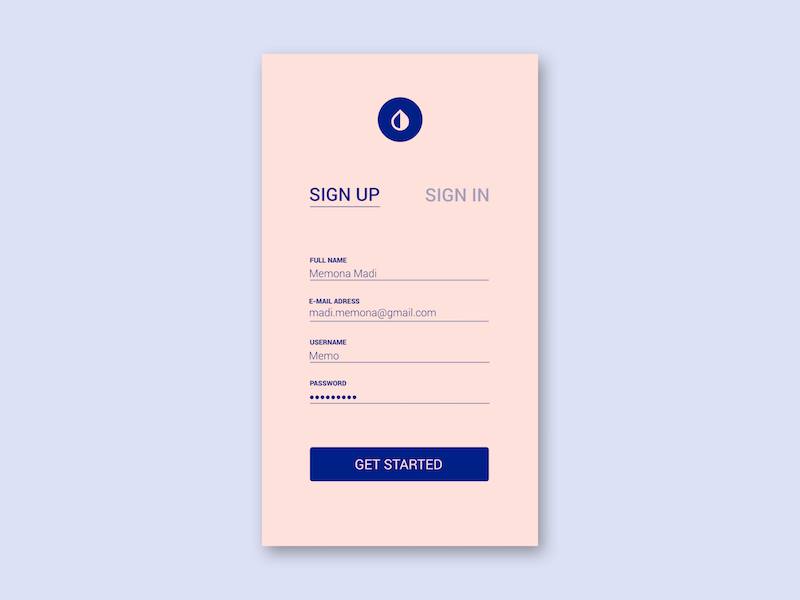 SIGN UP SIGN IN
FULL NAME
Memona Madi
E-MAIL ADRESS
madi.memona@gmail.com
USERNAME
Memo
PASSWORD
•••••••••
GET STARTED